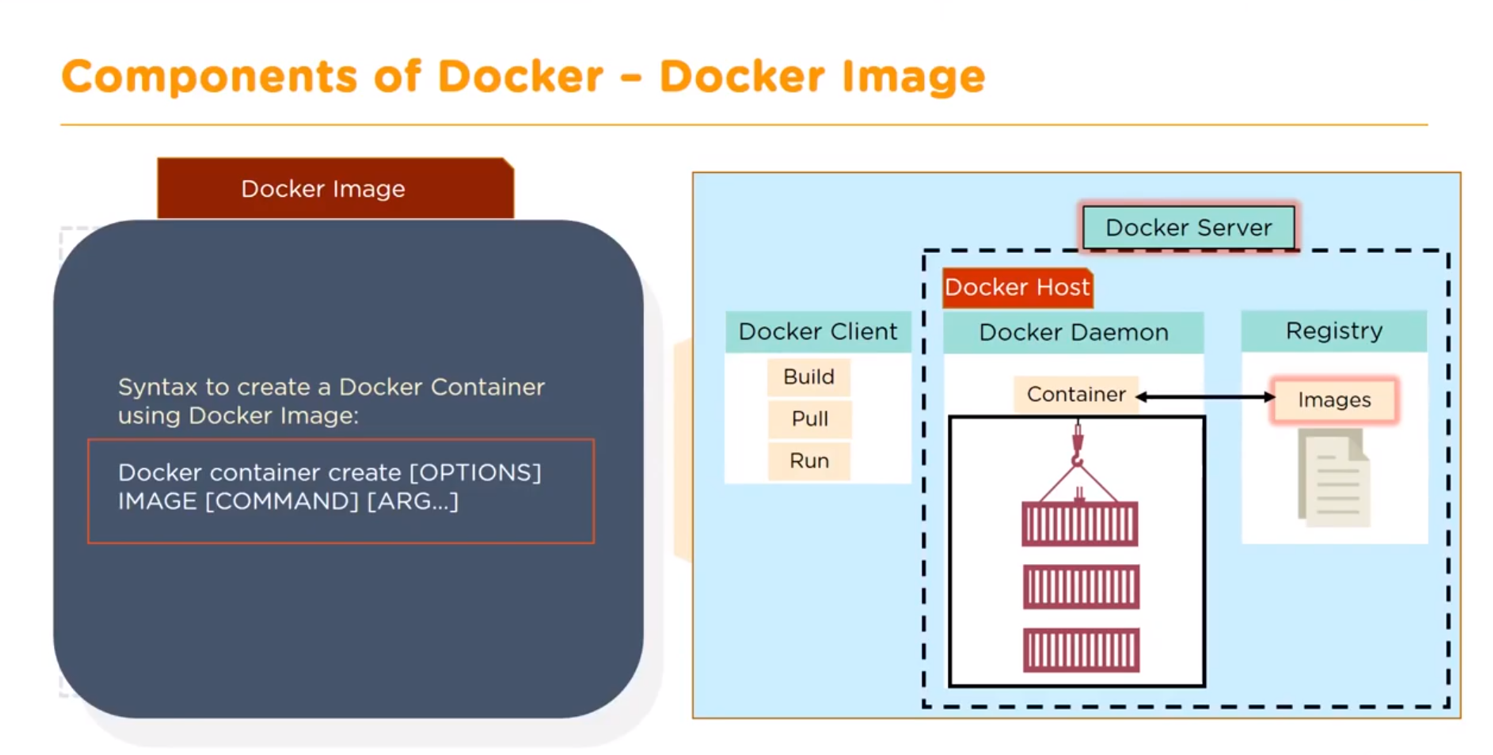 Components of Docker – Docker Image
Docker Image
Syntax to create a Docker Container
using Docker Image:
Docker container create [OPTIONS]
IMAGE [COMMAND] [ARG...]
Docker Server
Docker Host
Docker Client
Docker Daemon
Registry
Build
Pull
Run
Container
Images